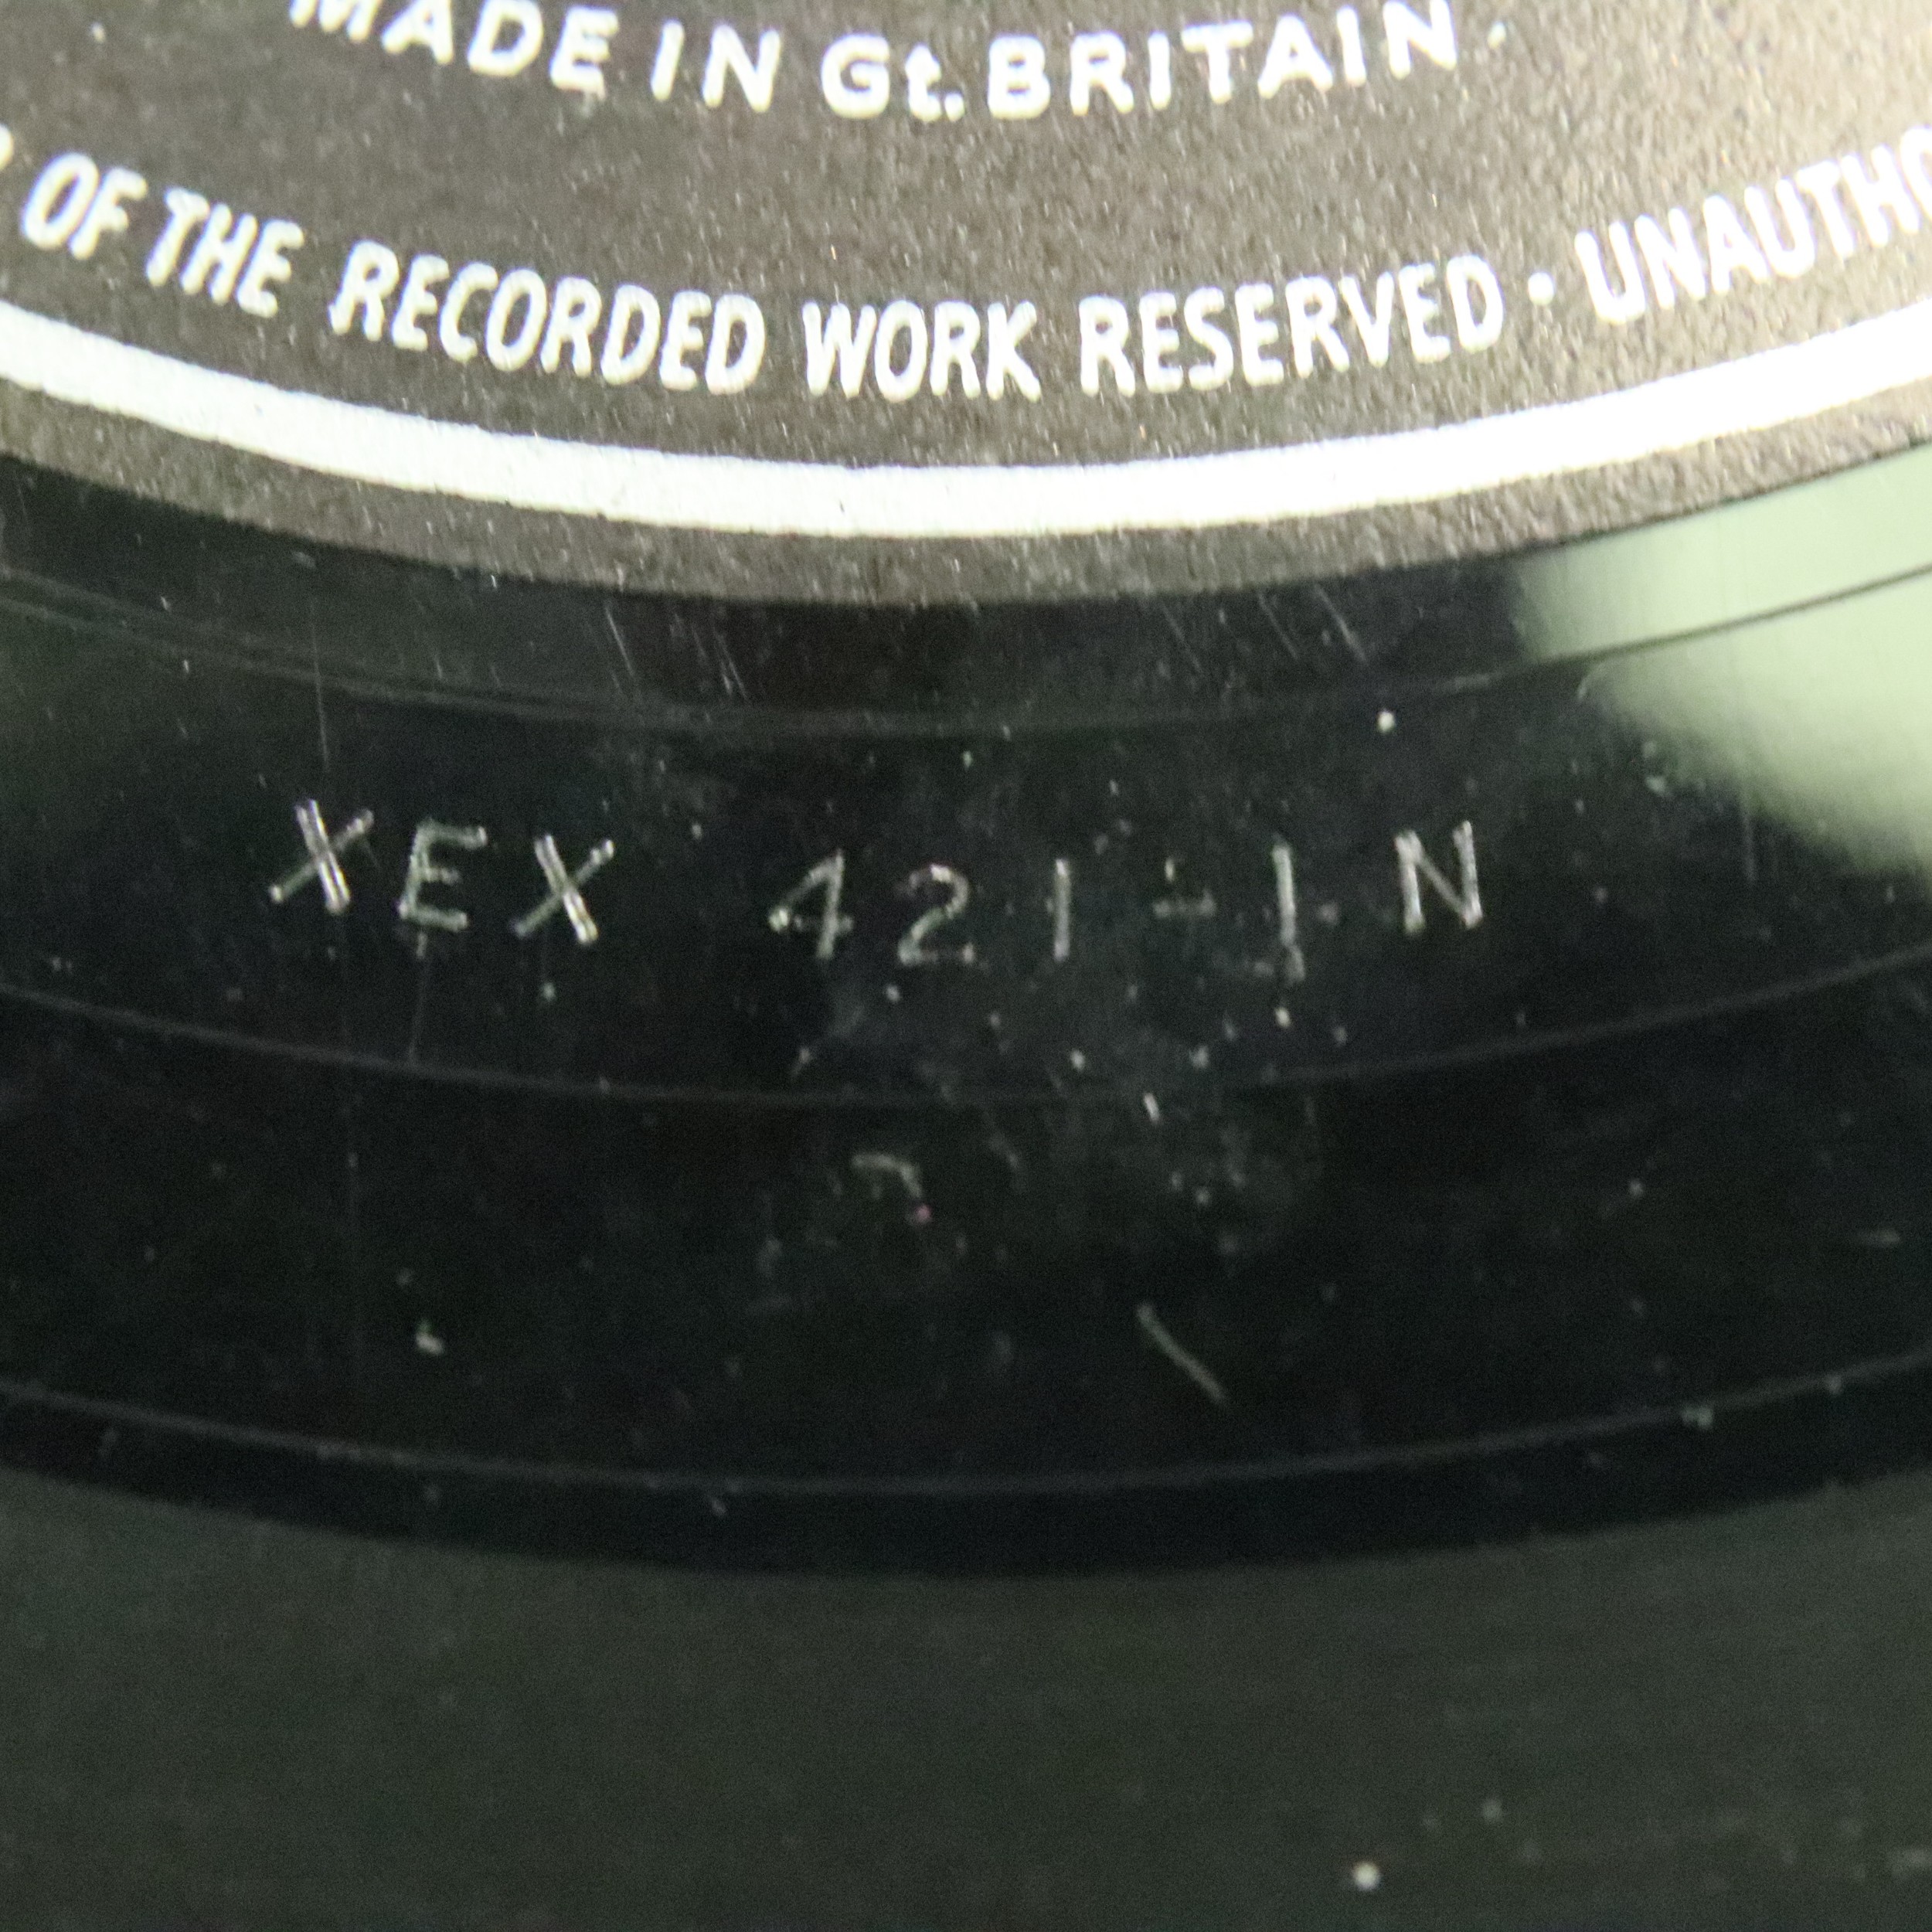 MADE IN Gt. BRITAIN.
OF THE RECORDED WORK RESERVED · UNAUTHO
XEX 421-1N